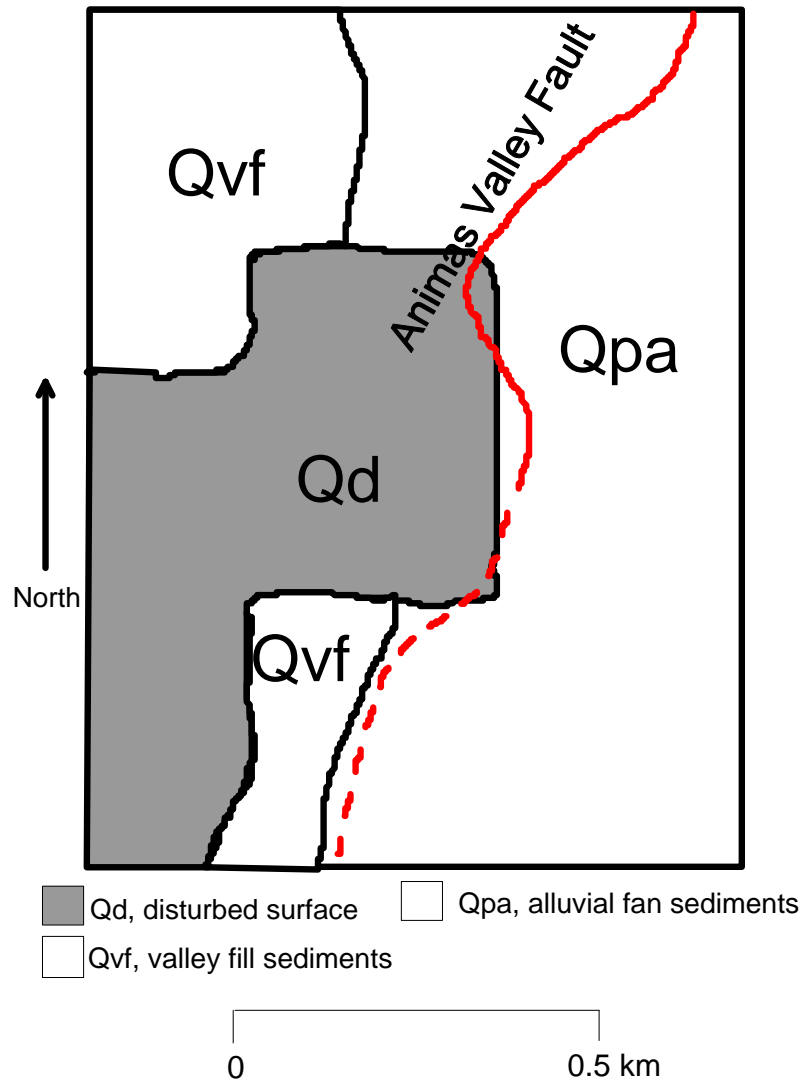 Animas Valley Fault
Qvf
Qpa
Qd
North
Qvf
Qd, disturbed surface
Qpa, alluvial fan sediments
Qvf, valley fill sediments
0
0.5 km